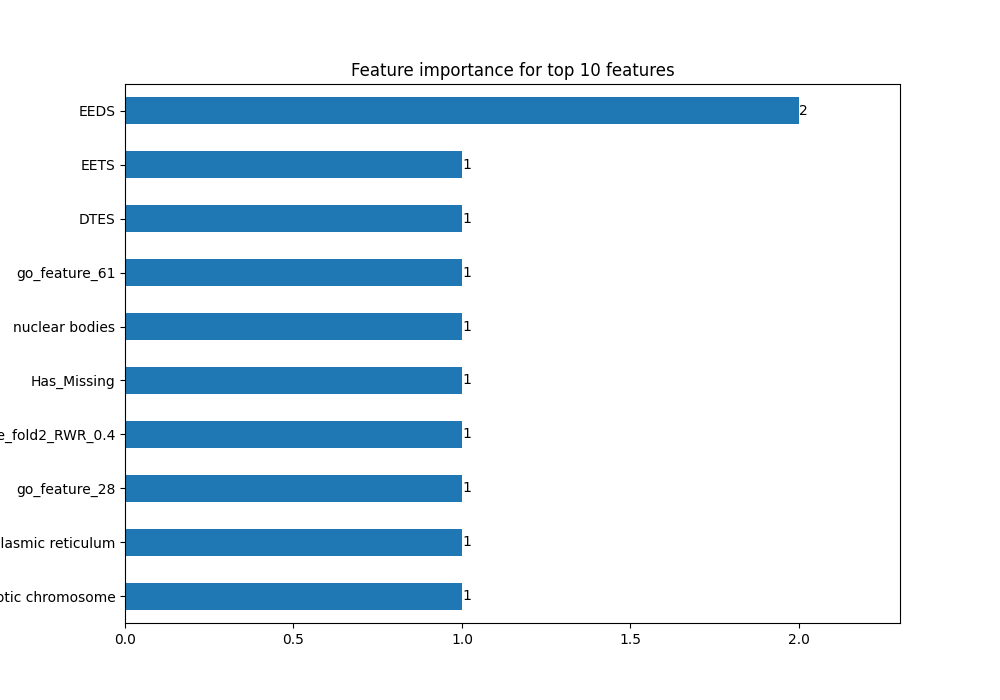 Feature importance for top 10 features
EEDS 2
EETS 1
DTES 1
go_feature_61 1
nuclear bodies 1
Has_Missing 1
e_fold2_RWR_0.4 1
go_feature_28 1
lasmic reticulum 1
otic chromosome 1
0.0 0.5 1.0 1.5 2.0